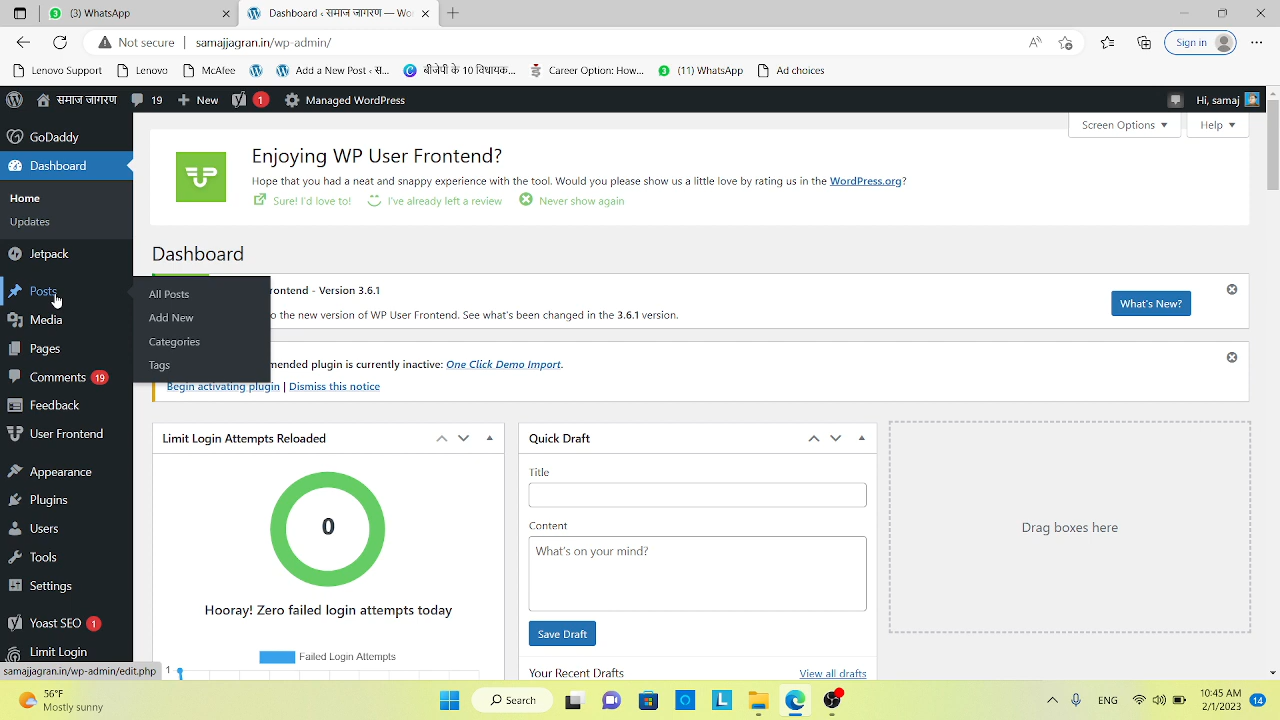 (3) WhatsApp
Dashboard ‹ समाज जागरण — Wo
Not secure samajjagran.in/wp-admin/
Sign in
Lenovo Support Lenovo McAfee Add a New Post ‹ स... के 10 Career Option: How... (11) WhatsApp Ad choices
समाज जागरण 19 New 1 Managed WordPress Hi, samaj
Screen Options Help
GoDaddy
Dashboard
Home
Updates
Jetpack
Posts
Media
Pages
Comments 19
Feedback
User Frontend
Appearance
Plugins
Users
Tools
Settings
Yoast SEO 1
Limit Login
All Posts
Add New
Categories
Tags
Enjoying WP User Frontend?
Hope that you had a neat and snappy experience with the tool. Would you please show us a little love by rating us in the WordPress.org?
Sure! I'd love to! I've already left a review Never show again
Dashboard
rontend - Version 3.6.1
o the new version of WP User Frontend. See what's been changed in the 3.6.1 version.
What's New?
mended plugin is currently inactive: One Click Demo Import.
Begin activating plugin | Dismiss this notice
Limit Login Attempts Reloaded
0
Hooray! Zero failed login attempts today
Failed Login Attempts
1
Quick Draft
Title
Content
What's on your mind?
Save Draft
Your Recent Drafts View all drafts
Drag boxes here
samajjagran.in/wp-admin/edit.php
56°F
Mostly sunny
Search
ENG
10:45 AM
2/1/2023 14